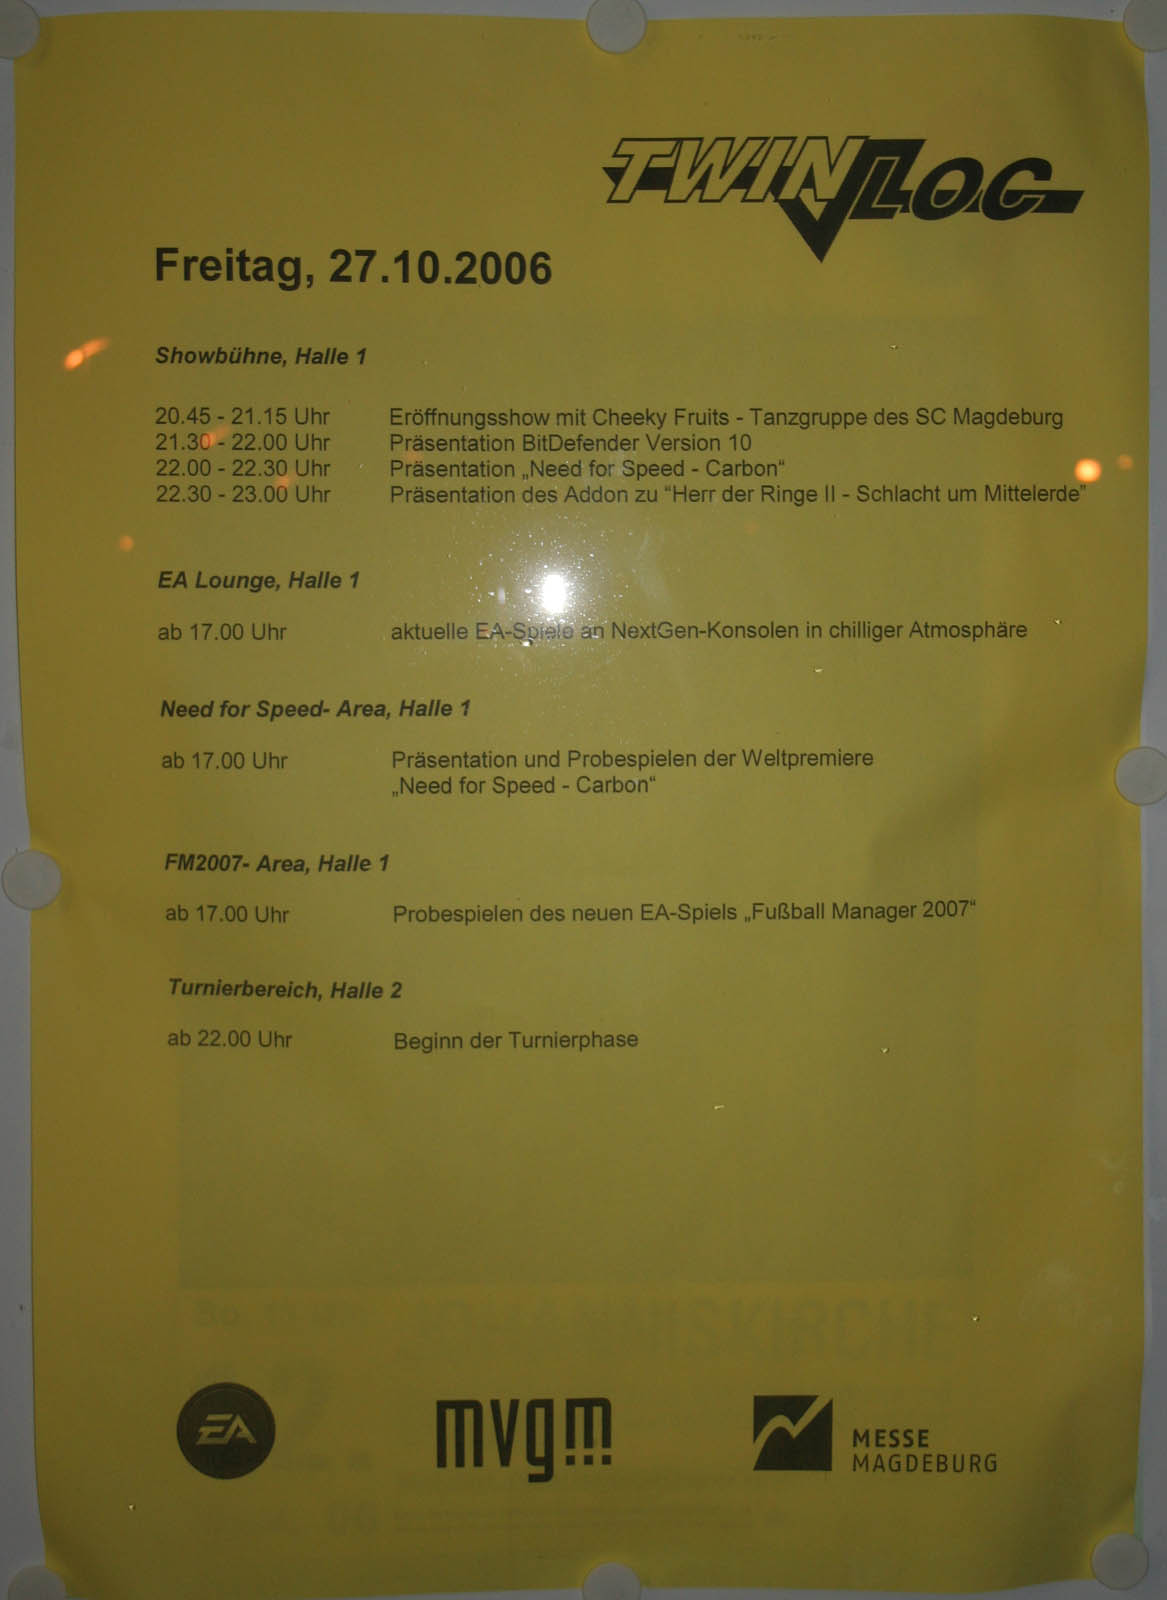 TWINLOC
Freitag, 27.10.2006
Showbühne, Halle 1
20.45 - 21.15 Uhr Eröffnungsshow mit Cheeky Fruits - Tanzgruppe des SC Magdeburg
21.30 - 22.00 Uhr Präsentation BitDefender Version 10
22.00 - 22.30 Uhr Präsentation „Need for Speed - Carbon“
22.30 - 23.00 Uhr Präsentation des Addon zu “Herr der Ringe II - Schlacht um Mittelerde”
EA Lounge, Halle 1
ab 17.00 Uhr aktuelle EA-Spiele an NextGen-Konsolen in chilliger Atmosphäre
Need for Speed- Area, Halle 1
ab 17.00 Uhr Präsentation und Probespielen der Weltpremiere
„Need for Speed - Carbon“
FM2007- Area, Halle 1
ab 17.00 Uhr Probespielen des neuen EA-Spiels „Fußball Manager 2007“
Turnierbereich, Halle 2
ab 22.00 Uhr Beginn der Turnierphase
EA mvgm MESSE
MAGDEBURG